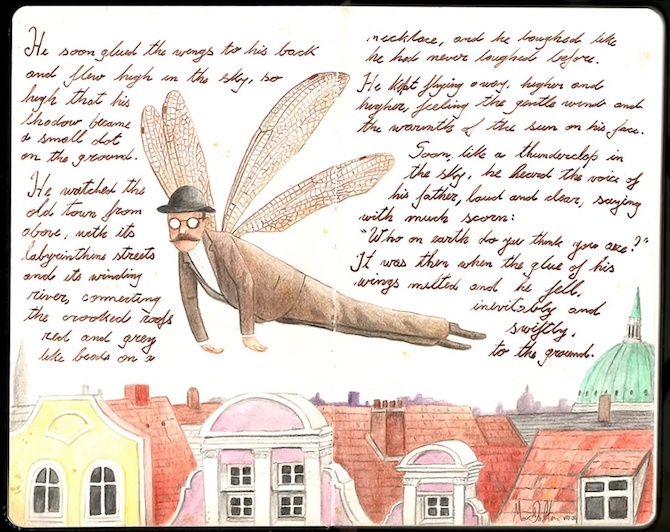 He soon glued the wings to his back
and flew high in the sky, so
high that his
shadow became
a small dot
on the ground.
He watched the
old town from
above, with its
labyrinthine streets
and its winding
river, connecting
the crooked roofs
red and grey
like beads on a
necklace, and he laughed like
he had never laughed before.
He kept flying away, higher and
higher, feeling the gentle wind and
the warmth of the sun on his face.
Soon, like a thunderclap in
the sky, he heard the voice of
his father, loud and clear, saying
with much scorn:
"Who on earth do you think you are?"
It was then when the glue of his
wings melted and he fell,
inevitably and
swiftly,
to the ground.